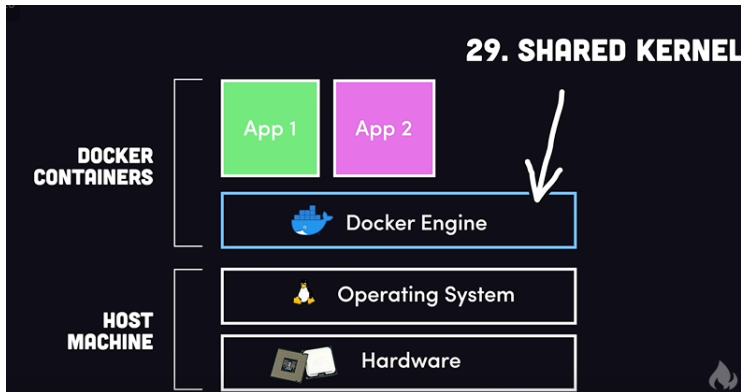 29. SHARED KERNEL
App 1
App 2
DOCKER
CONTAINERS
Docker Engine
Operating System
HOST
MACHINE
Hardware